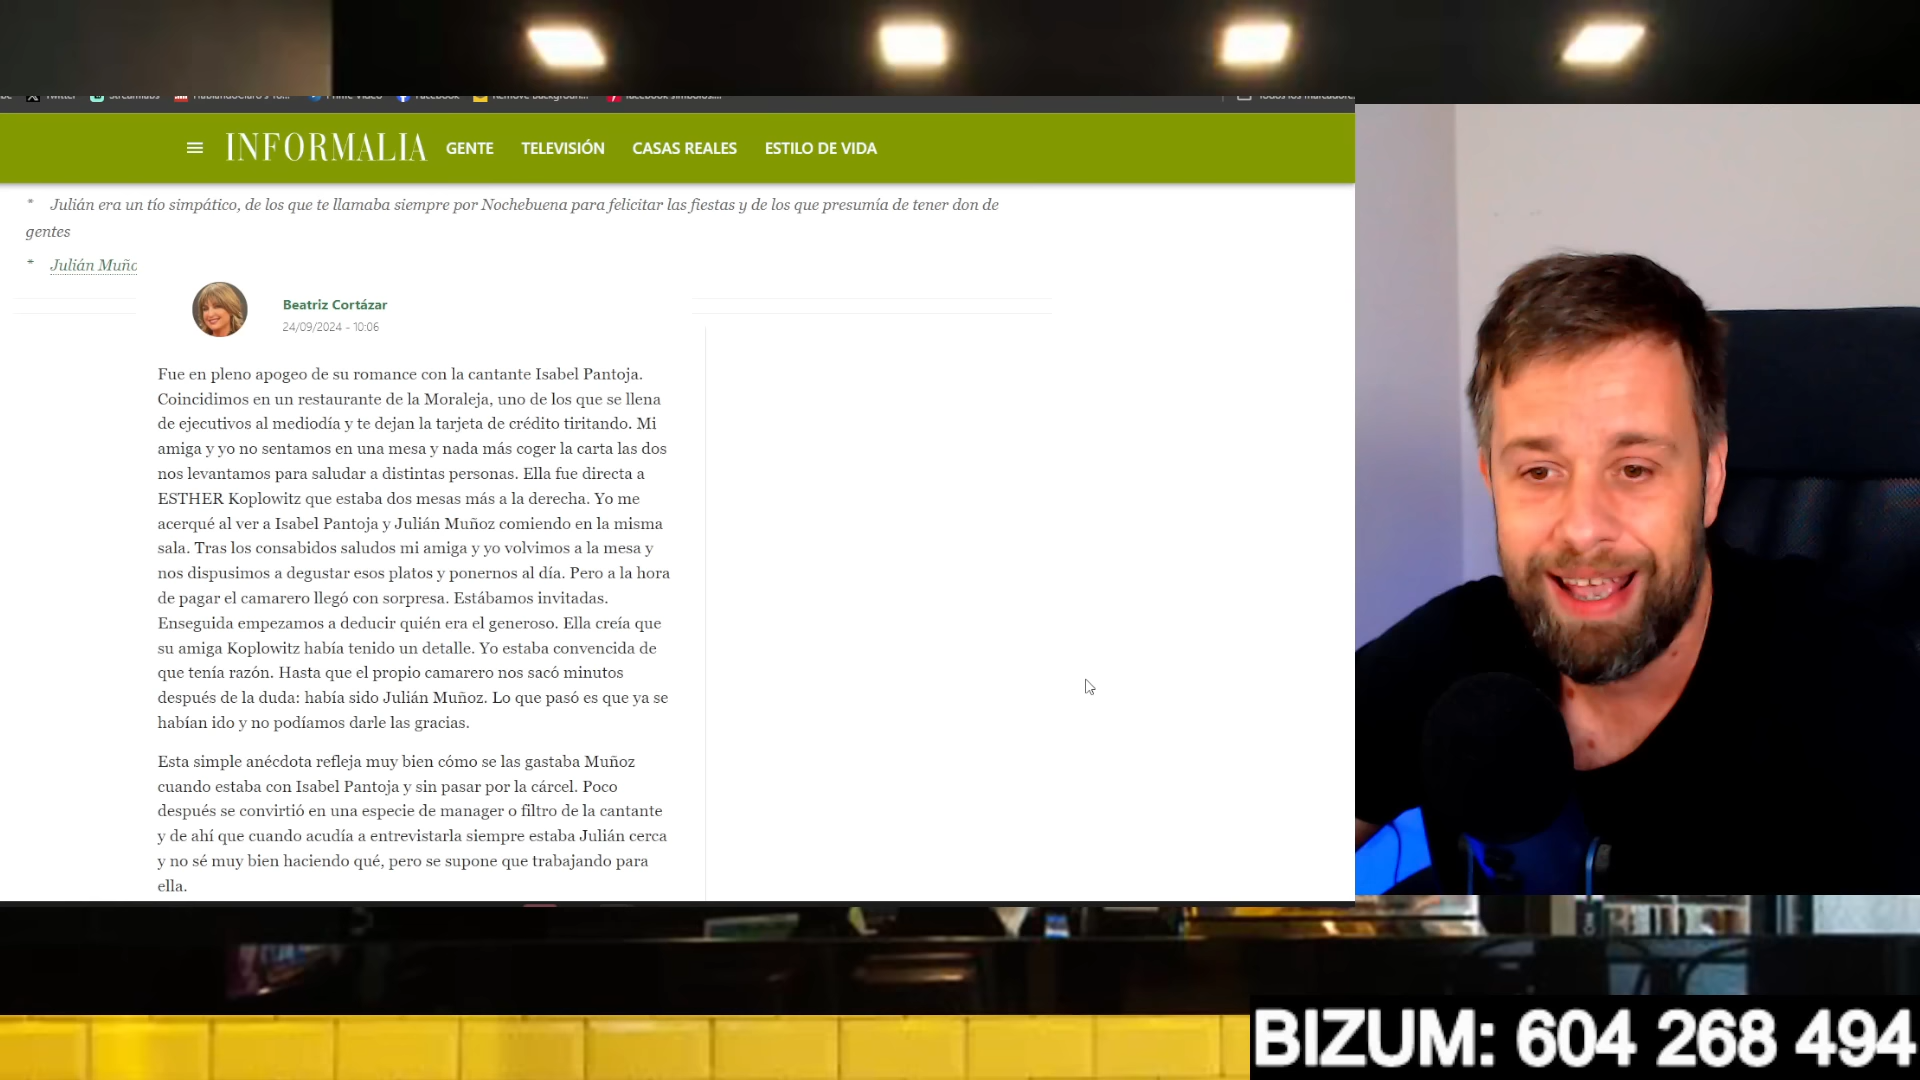 Twitter
Streamlabs
Prime Video
Facebook
INFORMALIA GENTE TELEVISIÓN CASAS REALES ESTILO DE VIDA
* Julián era un tío simpático, de los que te llamaba siempre por Nochebuena para felicitar las fiestas y de los que presumía de tener don de
gentes
* Julián Muño
Beatriz Cortázar
24/09/2024 - 10:06
Fue en pleno apogeo de su romance con la cantante Isabel Pantoja.
Coincidimos en un restaurante de la Moraleja, uno de los que se llena
de ejecutivos al mediodía y te dejan la tarjeta de crédito tiritando. Mi
amiga y yo no sentamos en una mesa y nada más coger la carta las dos
nos levantamos para saludar a distintas personas. Ella fue directa a
ESTHER Koplowitz que estaba dos mesas más a la derecha. Yo me
acerqué al ver a Isabel Pantoja y Julián Muñoz comiendo en la misma
sala. Tras los consabidos saludos mi amiga y yo volvimos a la mesa y
nos dispusimos a degustar esos platos y ponernos al día. Pero a la hora
de pagar el camarero llegó con sorpresa. Estábamos invitadas.
Enseguida empezamos a deducir quién era el generoso. Ella creía que
su amiga Koplowitz había tenido un detalle. Yo estaba convencida de
que tenía razón. Hasta que el propio camarero nos sacó minutos
después de la duda: había sido Julián Muñoz. Lo que pasó es que ya se
habían ido y no podíamos darle las gracias.
Esta simple anécdota refleja muy bien cómo se las gastaba Muñoz
cuando estaba con Isabel Pantoja y sin pasar por la cárcel. Poco
después se convirtió en una especie de manager o filtro de la cantante
y de ahí que cuando acudía a entrevistarla siempre estaba Julián cerca
y no sé muy bien haciendo qué, pero se supone que trabajando para
ella.
BIZUM: 604 268 494